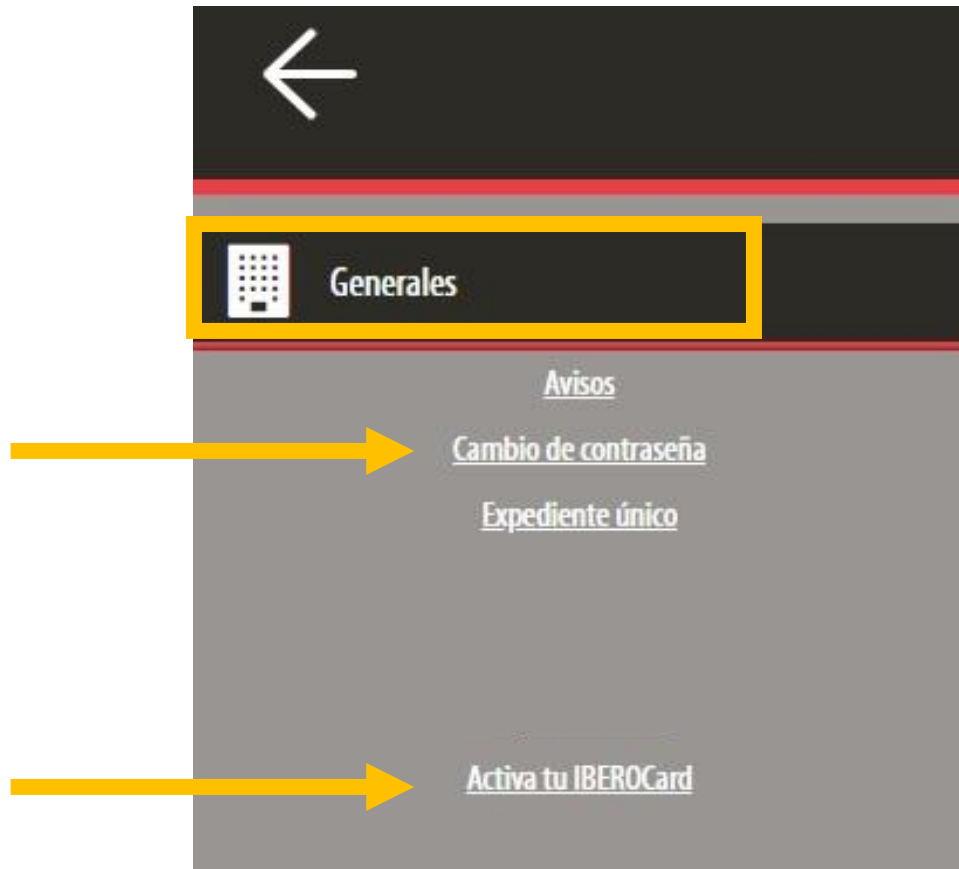 Generales
Avisos
Cambio de contraseña
Expediente único
Activa tu IBEROCard